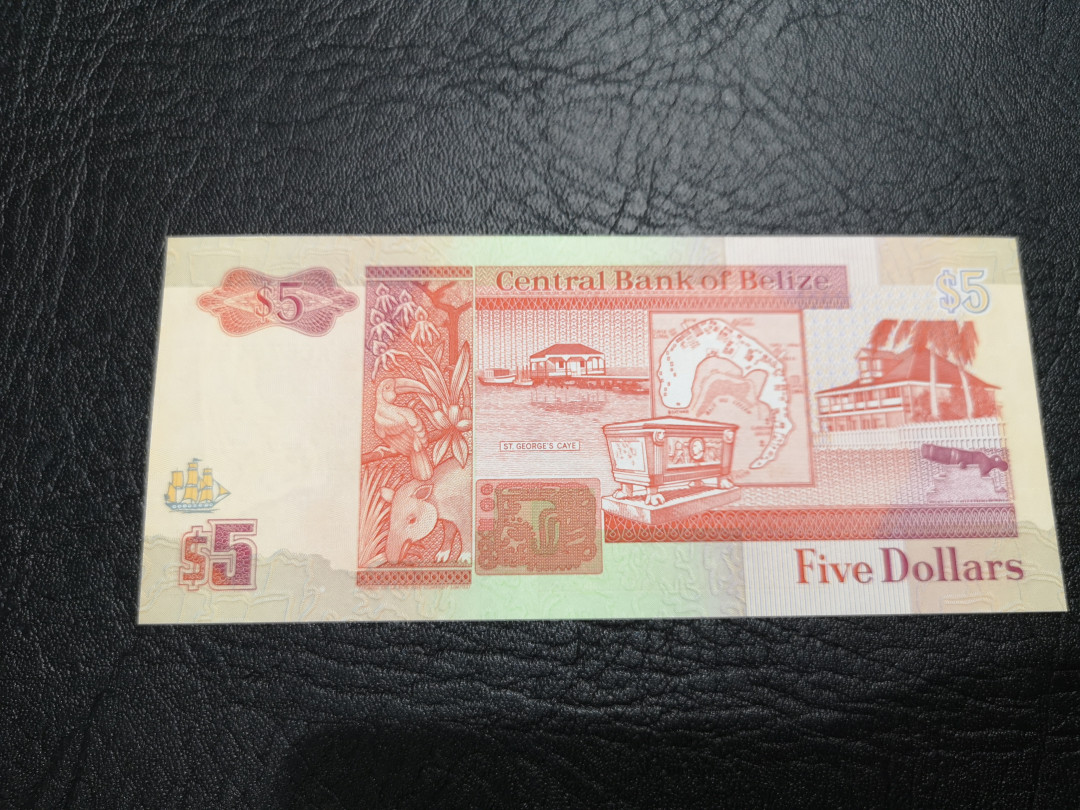 $5
Central Bank of Belize
$5
ST. GEORGE'S CAYE
$5
Five Dollars